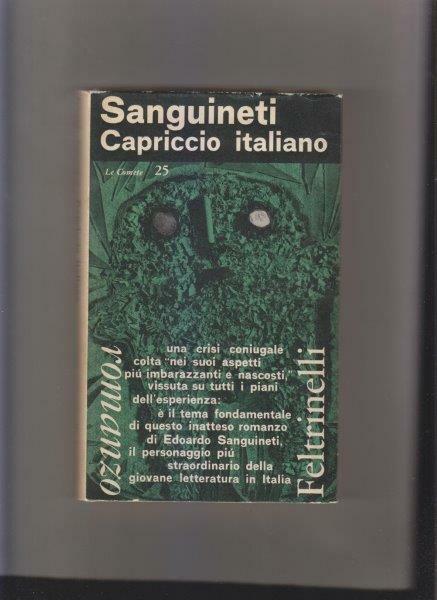 Sanguineti
Capriccio italiano
Le Comete 25
romanzo
una crisi coniugale
colta "nei suoi aspetti
piú imbarazzanti e nascosti,"
vissuta su tutti i piani
dell'esperienza:
è il tema fondamentale
di questo inatteso romanzo
di Edoardo Sanguineti,
il personaggio piú
straordinario della
giovane letteratura in Italia
Feltrinelli